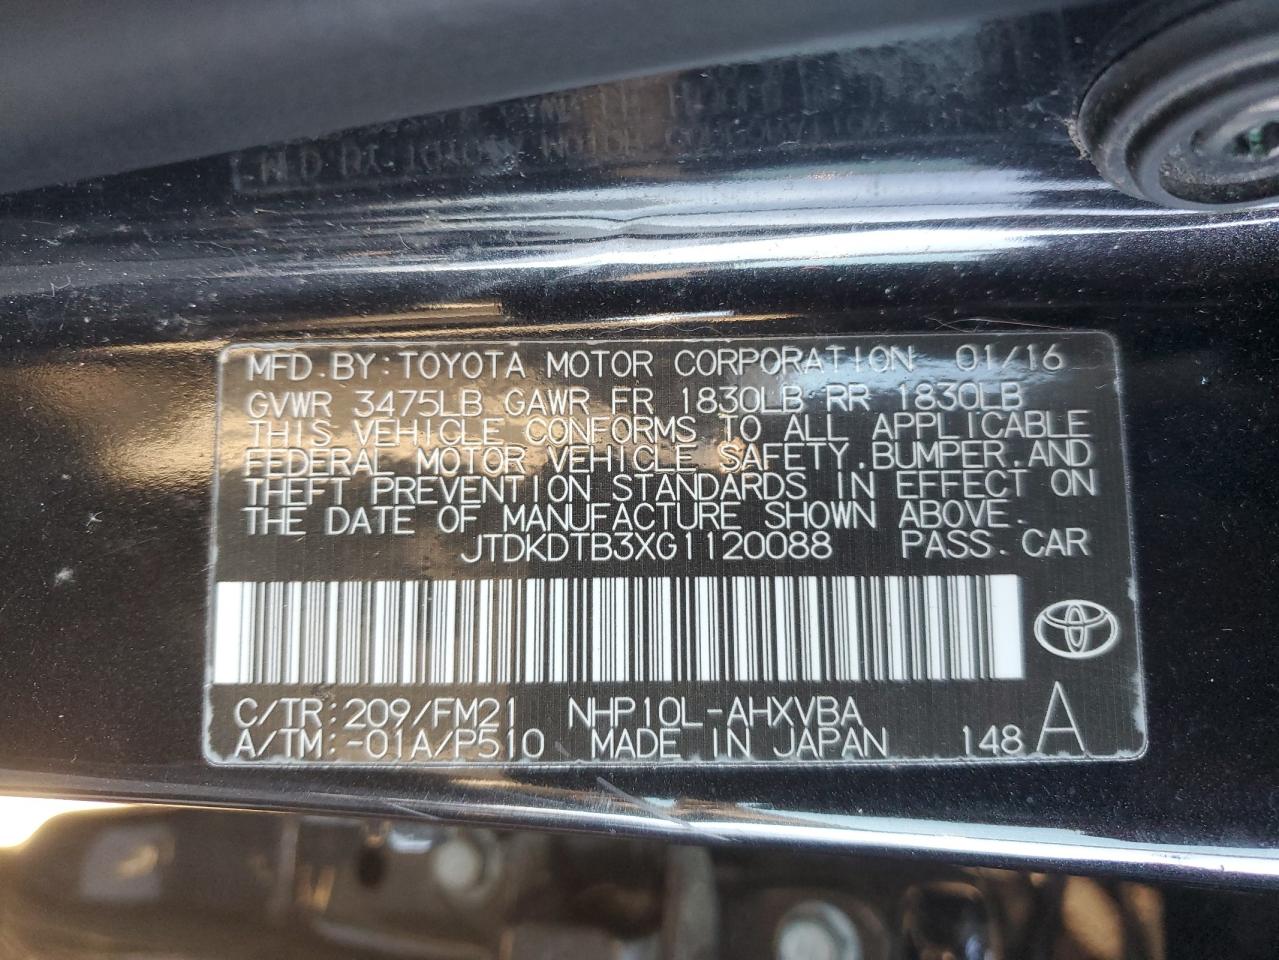 MFD. BY: TOYOTA MOTOR CORPORATION 01/16
GVWR 3475LB GAWR FR 1830LB RR 1830LB
THIS VEHICLE CONFORMS TO ALL APPLICABLE
FEDERAL MOTOR VEHICLE SAFETY, BUMPER, AND
THEFT PREVENTION STANDARDS IN EFFECT ON
THE DATE OF MANUFACTURE SHOWN ABOVE.
JTDKDTB3XG1120088 PASS. CAR
C/TR: 209/FM21 NHP10L-AHXVBA
A/TM: -01A/P510 MADE IN JAPAN 148 A